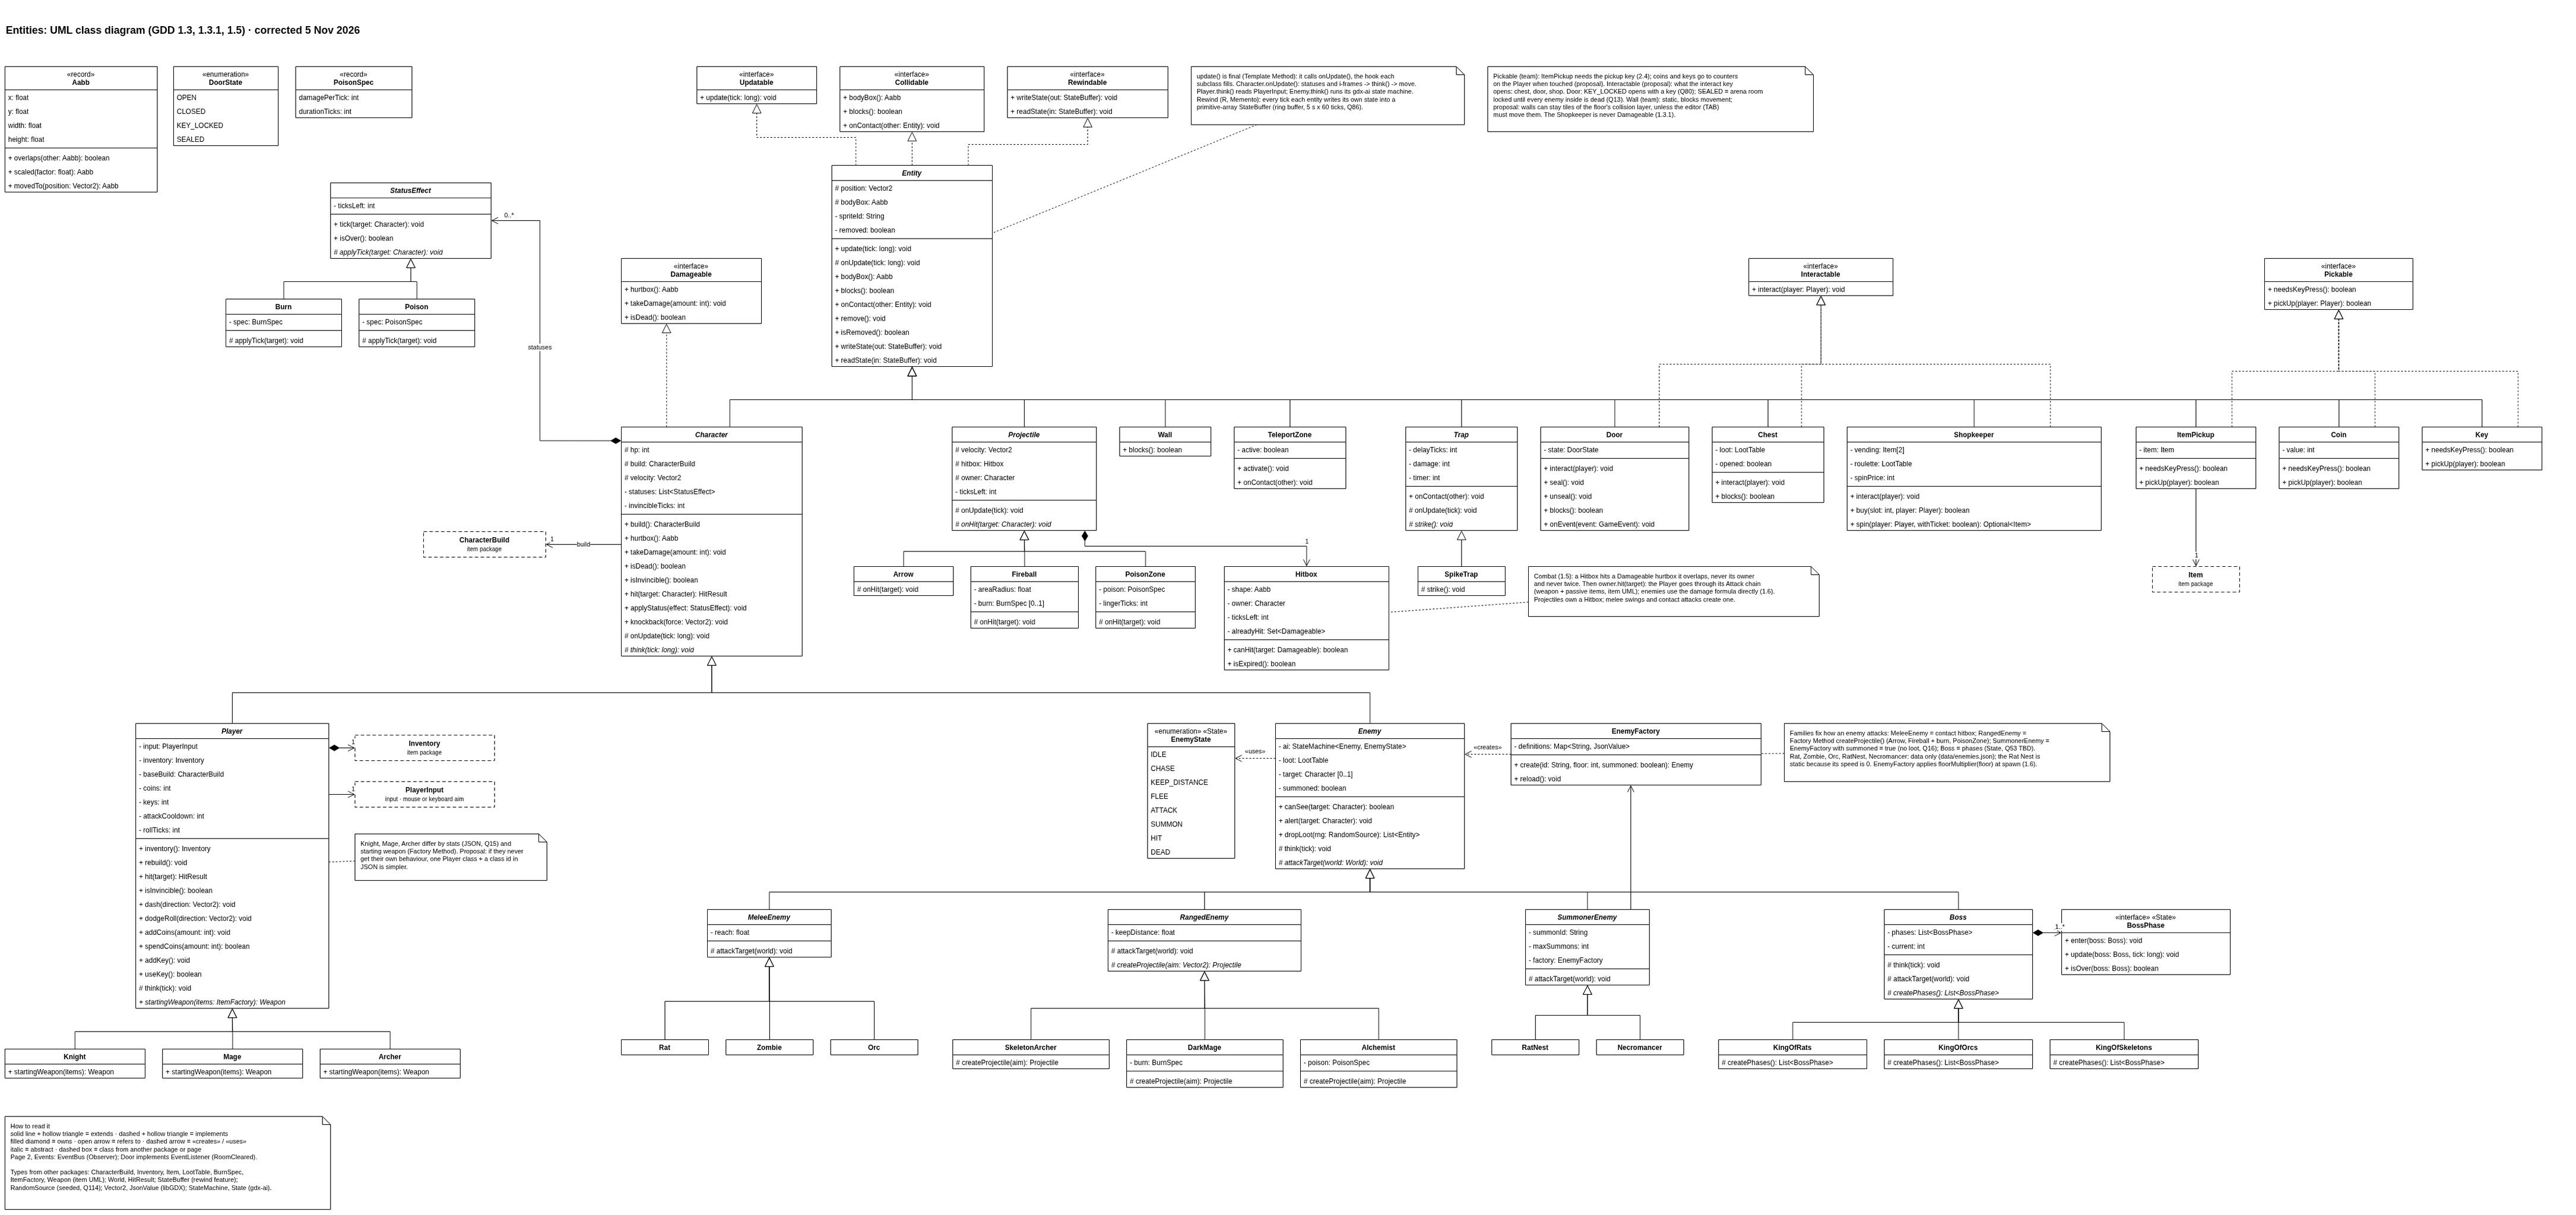 Entities: UML class diagram (GDD 1.3, 1.3.1, 1.5) · corrected 5 Nov 2026
«record»
Aabb
x: float
y: float
width: float
height: float
+ overlaps(other: Aabb): boolean
+ scaled(factor: float): Aabb
+ movedTo(position: Vector2): Aabb
«enumeration»
DoorState
OPEN
CLOSED
KEY_LOCKED
SEALED
«record»
PoisonSpec
damagePerTick: int
durationTicks: int
«interface»
Updatable
+ update(tick: long): void
«interface»
Collidable
+ bodyBox(): Aabb
+ blocks(): boolean
+ onContact(other: Entity): void
«interface»
Rewindable
+ writeState(out: StateBuffer): void
+ readState(in: StateBuffer): void
update() is final (Template Method): it calls onUpdate(), the hook each
subclass fills. Character.onUpdate(): statuses and i-frames -> think() -> move.
Player.think() reads PlayerInput; Enemy.think() runs its gdx-ai state machine.
Rewind (R, Memento): every tick each entity writes its own state into a
primitive-array StateBuffer (ring buffer, 5 s x 60 ticks, Q86).
Pickable (team): ItemPickup needs the pickup key (2.4); coins and keys go to counters
on the Player when touched (proposal). Interactable (proposal): what the interact key
opens: chest, door, shop. Door: KEY_LOCKED opens with a key (Q80); SEALED = arena room
locked until every enemy inside is dead (Q13). Wall (team): static, blocks movement;
proposal: walls can stay tiles of the floor's collision layer, unless the editor (TAB)
must move them. The Shopkeeper is never Damageable (1.3.1).
StatusEffect
- ticksLeft: int
+ tick(target: Character): void
+ isOver(): boolean
# applyTick(target: Character): void
0..*
statuses
Burn
- spec: BurnSpec
# applyTick(target): void
Poison
- spec: PoisonSpec
# applyTick(target): void
«interface»
Damageable
+ hurtbox(): Aabb
+ takeDamage(amount: int): void
+ isDead(): boolean
Entity
# position: Vector2
# bodyBox: Aabb
- spriteId: String
- removed: boolean
+ update(tick: long): void
# onUpdate(tick: long): void
+ bodyBox(): Aabb
+ blocks(): boolean
+ onContact(other: Entity): void
+ remove(): void
+ isRemoved(): boolean
+ writeState(out: StateBuffer): void
+ readState(in: StateBuffer): void
«interface»
Interactable
+ interact(player: Player): void
«interface»
Pickable
+ needsKeyPress(): boolean
+ pickUp(player: Player): boolean
Character
# hp: int
# build: CharacterBuild
# velocity: Vector2
- statuses: List<StatusEffect>
- invincibleTicks: int
+ build(): CharacterBuild
+ hurtbox(): Aabb
+ takeDamage(amount: int): void
+ isDead(): boolean
+ isInvincible(): boolean
+ hit(target: Character): HitResult
+ applyStatus(effect: StatusEffect): void
+ knockback(force: Vector2): void
# onUpdate(tick: long): void
# think(tick: long): void
CharacterBuild
item package
1
build
Projectile
# velocity: Vector2
# hitbox: Hitbox
# owner: Character
- ticksLeft: int
# onUpdate(tick): void
# onHit(target: Character): void
Wall
+ blocks(): boolean
TeleportZone
- active: boolean
+ activate(): void
+ onContact(other): void
Trap
- delayTicks: int
- damage: int
- timer: int
+ onContact(other): void
# onUpdate(tick): void
# strike(): void
Door
- state: DoorState
+ interact(player): void
+ seal(): void
+ unseal(): void
+ blocks(): boolean
+ onEvent(event: GameEvent): void
Chest
- loot: LootTable
- opened: boolean
+ interact(player): void
+ blocks(): boolean
Shopkeeper
- vending: Item[2]
- roulette: LootTable
- spinPrice: int
+ interact(player): void
+ buy(slot: int, player: Player): boolean
+ spin(player: Player, withTicket: boolean): Optional<Item>
ItemPickup
- item: Item
+ needsKeyPress(): boolean
+ pickUp(player): boolean
Coin
- value: int
+ needsKeyPress(): boolean
+ pickUp(player): boolean
Key
+ needsKeyPress(): boolean
+ pickUp(player): boolean
1
Item
item package
Arrow
# onHit(target): void
Fireball
- areaRadius: float
- burn: BurnSpec [0..1]
# onHit(target): void
PoisonZone
- poison: PoisonSpec
- lingerTicks: int
# onHit(target): void
1
Hitbox
- shape: Aabb
- owner: Character
- ticksLeft: int
- alreadyHit: Set<Damageable>
+ canHit(target: Damageable): boolean
+ isExpired(): boolean
SpikeTrap
# strike(): void
Combat (1.5): a Hitbox hits a Damageable hurtbox it overlaps, never its owner
and never twice. Then owner.hit(target): the Player goes through its Attack chain
(weapon + passive items, item UML); enemies use the damage formula directly (1.6).
Projectiles own a Hitbox; melee swings and contact attacks create one.
Player
- input: PlayerInput
- inventory: Inventory
- baseBuild: CharacterBuild
- coins: int
- keys: int
- attackCooldown: int
- rollTicks: int
+ inventory(): Inventory
+ rebuild(): void
+ hit(target): HitResult
+ isInvincible(): boolean
+ dash(direction: Vector2): void
+ dodgeRoll(direction: Vector2): void
+ addCoins(amount: int): void
+ spendCoins(amount: int): boolean
+ addKey(): void
+ useKey(): boolean
# think(tick): void
+ startingWeapon(items: ItemFactory): Weapon
1
Inventory
item package
1
PlayerInput
input · mouse or keyboard aim
Knight, Mage, Archer differ by stats (JSON, Q15) and
starting weapon (Factory Method). Proposal: if they never
get their own behaviour, one Player class + a class id in
JSON is simpler.
«enumeration» «State»
EnemyState
IDLE
CHASE
KEEP_DISTANCE
FLEE
ATTACK
SUMMON
HIT
DEAD
«uses»
Enemy
- ai: StateMachine<Enemy, EnemyState>
- loot: LootTable
- target: Character [0..1]
- summoned: boolean
+ canSee(target: Character): boolean
+ alert(target: Character): void
+ dropLoot(rng: RandomSource): List<Entity>
# think(tick): void
# attackTarget(world: World): void
«creates»
EnemyFactory
- definitions: Map<String, JsonValue>
+ create(id: String, floor: int, summoned: boolean): Enemy
+ reload(): void
Families fix how an enemy attacks: MeleeEnemy = contact hitbox; RangedEnemy =
Factory Method createProjectile() (Arrow, Fireball + burn, PoisonZone); SummonerEnemy =
EnemyFactory with summoned = true (no loot, Q16); Boss = phases (State, Q53 TBD).
Rat, Zombie, Orc, RatNest, Necromancer: data only (data/enemies.json); the Rat Nest is
static because its speed is 0. EnemyFactory applies floorMultiplier(floor) at spawn (1.6).
MeleeEnemy
- reach: float
# attackTarget(world): void
RangedEnemy
- keepDistance: float
# attackTarget(world): void
# createProjectile(aim: Vector2): Projectile
SummonerEnemy
- summonId: String
- maxSummons: int
- factory: EnemyFactory
# attackTarget(world): void
Boss
- phases: List<BossPhase>
- current: int
# think(tick): void
# attackTarget(world): void
# createPhases(): List<BossPhase>
1..*
«interface» «State»
BossPhase
+ enter(boss: Boss): void
+ update(boss: Boss, tick: long): void
+ isOver(boss: Boss): boolean
Knight
+ startingWeapon(items): Weapon
Mage
+ startingWeapon(items): Weapon
Archer
+ startingWeapon(items): Weapon
Rat
Zombie
Orc
SkeletonArcher
# createProjectile(aim): Projectile
DarkMage
- burn: BurnSpec
# createProjectile(aim): Projectile
Alchemist
- poison: PoisonSpec
# createProjectile(aim): Projectile
RatNest
Necromancer
KingOfRats
# createPhases(): List<BossPhase>
KingOfOrcs
# createPhases(): List<BossPhase>
KingOfSkeletons
# createPhases(): List<BossPhase>
How to read it
solid line + hollow triangle = extends · dashed + hollow triangle = implements
filled diamond = owns · open arrow = refers to · dashed arrow = «creates» / «uses»
italic = abstract · dashed box = class from another package or page
Page 2, Events: EventBus (Observer); Door implements EventListener (RoomCleared).
Types from other packages: CharacterBuild, Inventory, Item, LootTable, BurnSpec,
ItemFactory, Weapon (item UML); World, HitResult; StateBuffer (rewind feature);
RandomSource (seeded, Q114); Vector2, JsonValue (libGDX); StateMachine, State (gdx-ai).